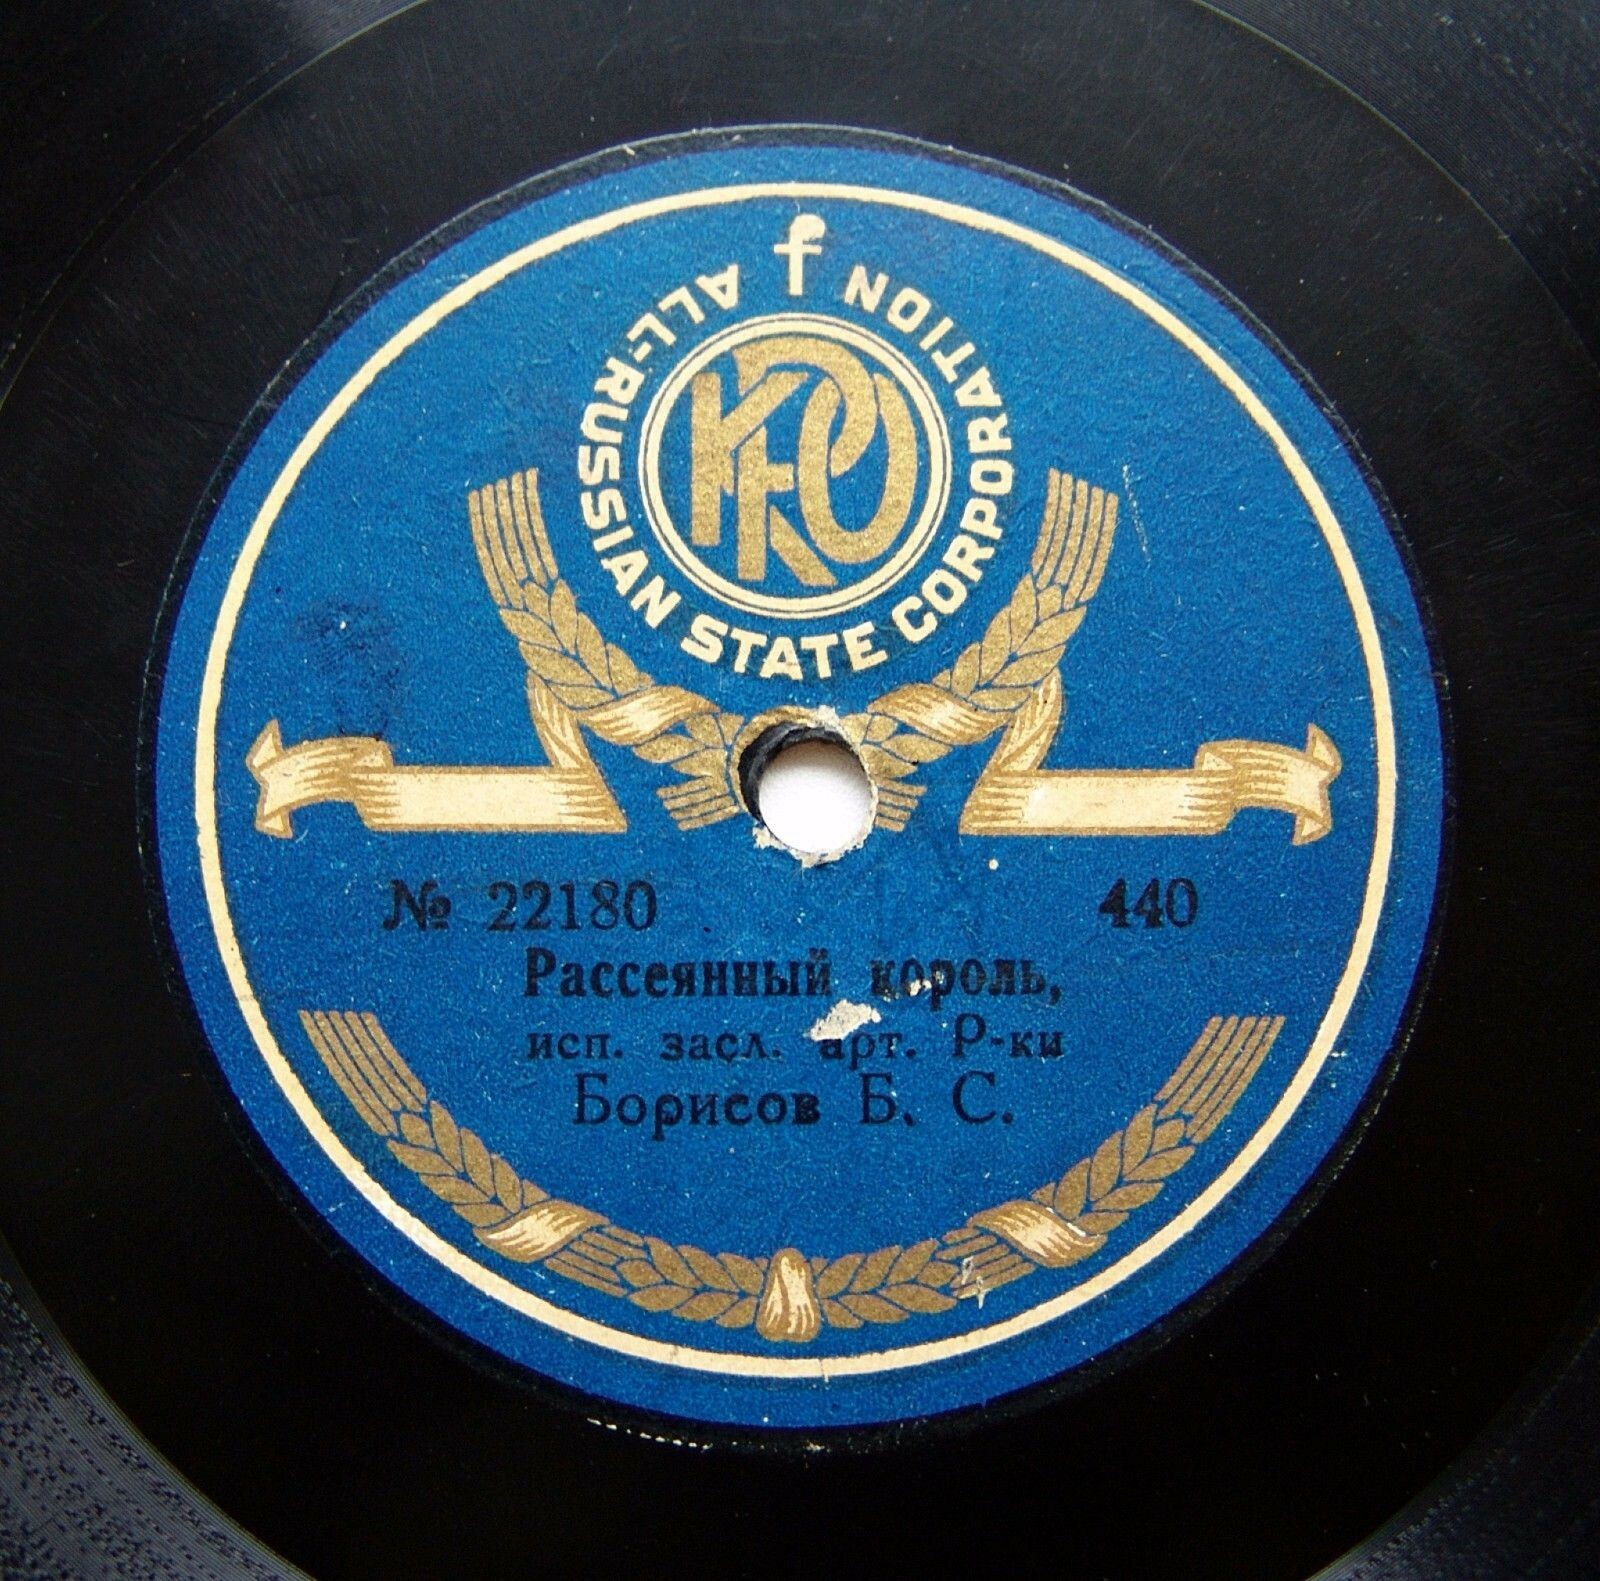 ALL-RUSSIAN STATE CORPORATION
№ 22180 440
Рассеянный король,
исп. засл. арт. Р-ки
Борисов Б. С.